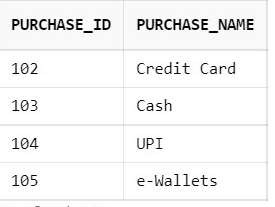 PURCHASE_ID PURCHASE_NAME
102 Credit Card
103 Cash
104 UPI
105 e-Wallets